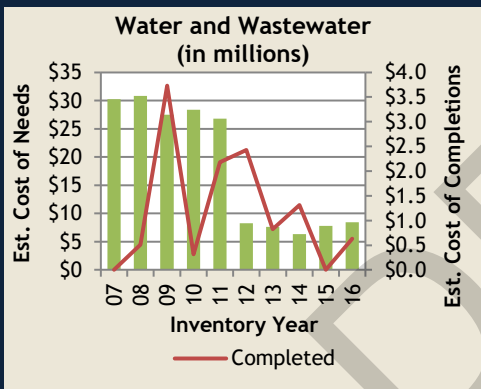 Water and Wastewater
(in millions)
Est. Cost of Needs
$35
$30
$25
$20
$15
$10
$5
$0
$4.0
$3.5
$3.0
$2.5
$2.0
$1.5
$1.0
$0.5
$0.0
Est. Cost of Completions
07 08 09 10 11 12 13 14 15 16
Inventory Year
Completed